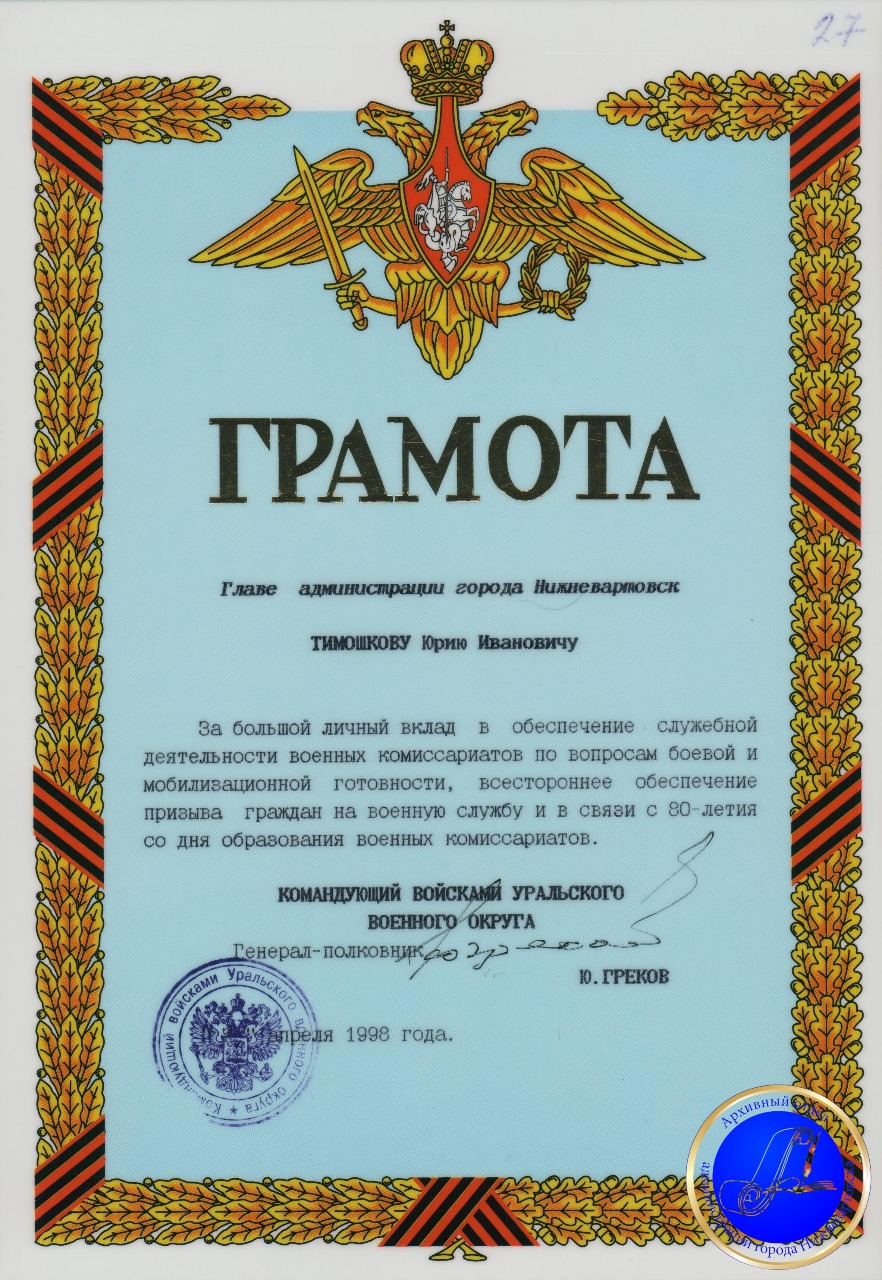 27
ГРАМОТА
Главе администрации города Нижневартовск
ТИМОШКОВУ Юрию Ивановичу
За большой личный вклад в обеспечение служебной
деятельности военных комиссариатов по вопросам боевой и
мобилизационной готовности, всестороннее обеспечение
призыва граждан на военную службу и в связи с 80-летия
со дня образования военных комиссариатов.
КОМАНДУЮЩИЙ ВОЙСКАМИ УРАЛЬСКОГО
ВОЕННОГО ОКРУГА
Генерал-полковник
Ю.ГРЕКОВ
апреля 1998 года.
Командующий войсками Уральского военного округа
Архивный
города